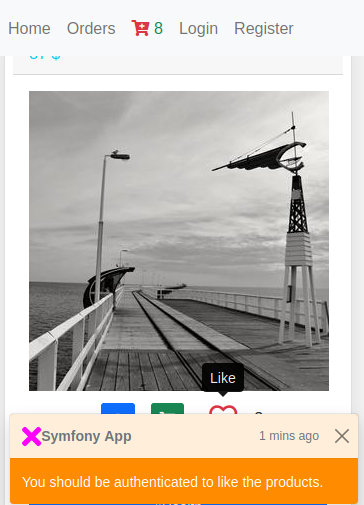 Home Orders 8 Login Register
Like
Symfony App 1 mins ago
You should be authenticated to like the products.